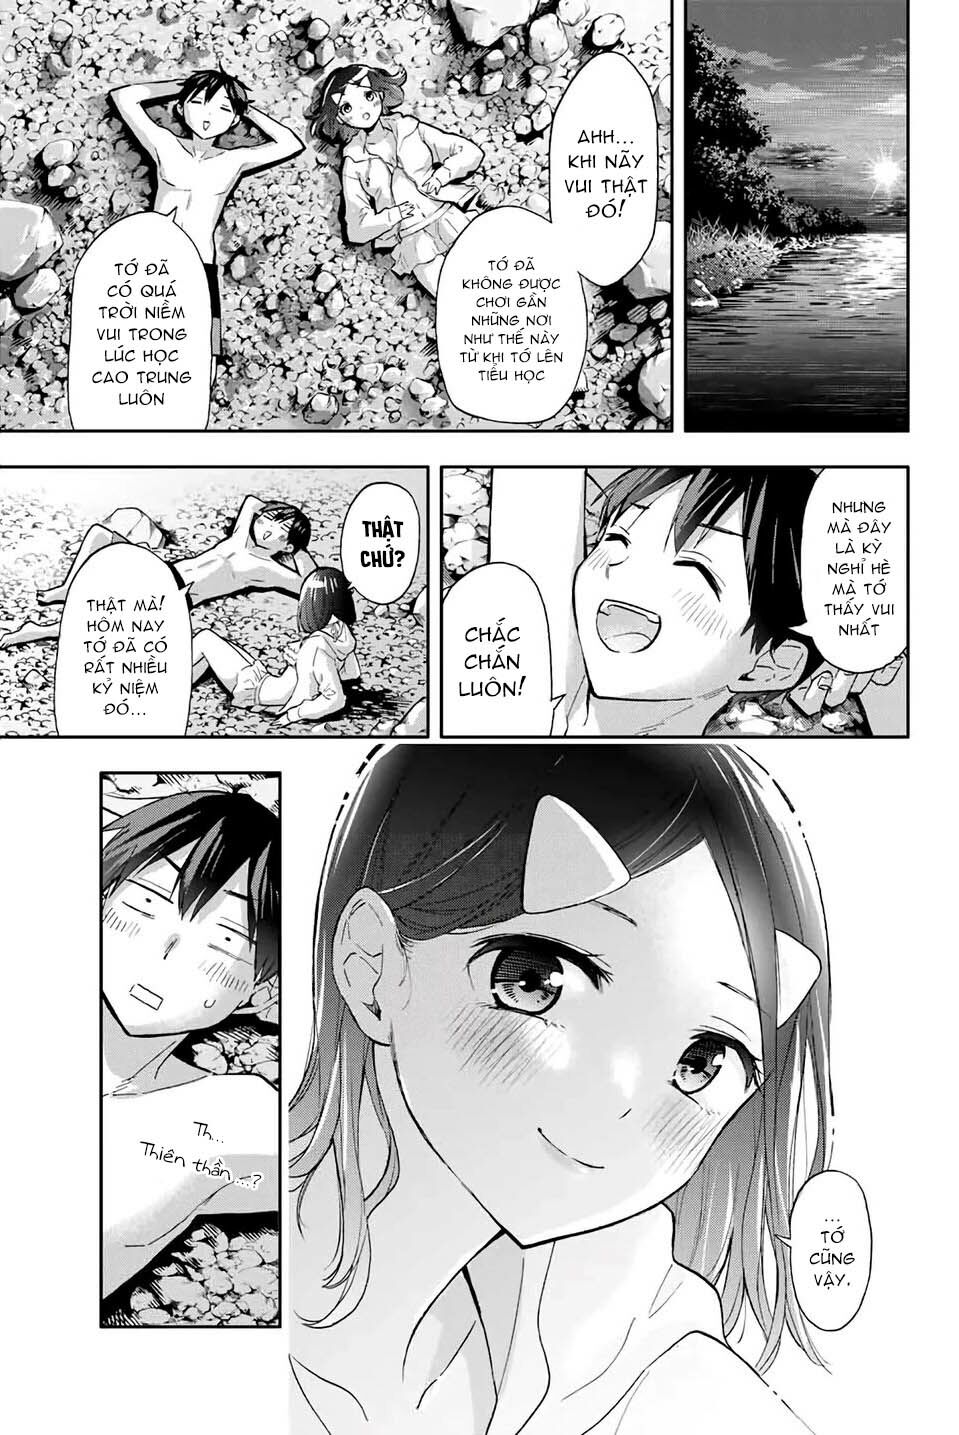 AHH...
KHI NÃY
VUI THẬT
ĐÓ!
TỚ ĐÃ
KHÔNG ĐƯỢC
CHƠI GẦN
NHỮNG NƠI
NHƯ THẾ NÀY
TỪ KHI TỚ LÊN
TIỂU HỌC
TỚ ĐÃ
CÓ QUÁ
TRỜI NIỀM
VUI TRONG
LÚC HỌC
CAO TRUNG
LUÔN
NHƯNG
MÀ ĐÂY
LÀ KỲ
NGHỈ HÈ
MÀ TỚ
THẤY VUI
NHẤT
CHẮC
CHẮN
LUÔN!
THẬT
CHỨ?
THẬT MÀ!
HÔM NAY
TỚ ĐÃ CÓ
RẤT NHIỀU
KỶ NIỆM
ĐÓ...
...
TỚ
CŨNG
VẬY.
Th...
Thiên thần ...?